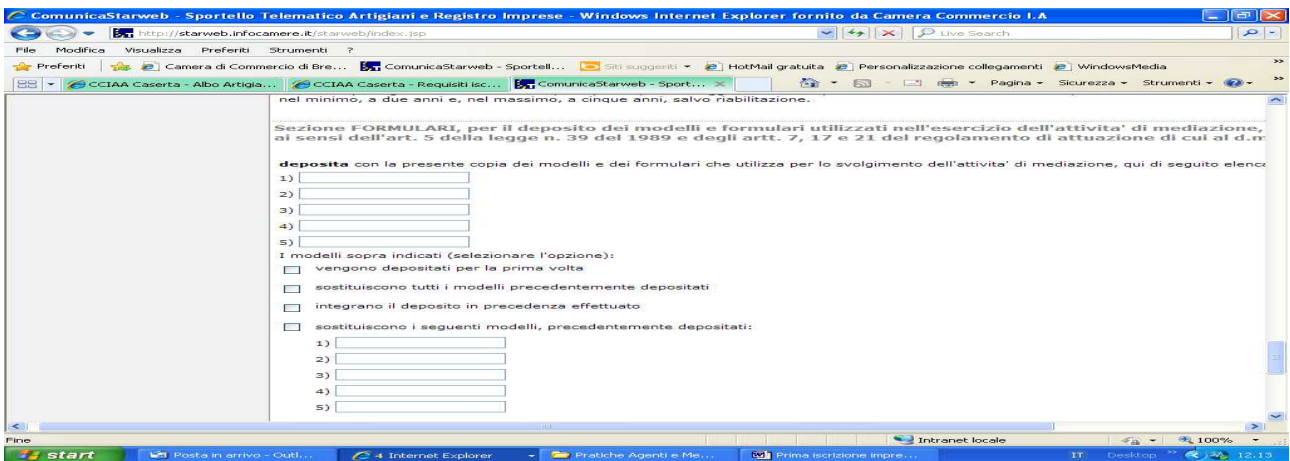 ComunicaStarweb - Sportello Telematico Artigiani e Registro Imprese - Windows Internet Explorer fornito da Camera Commercio I.A
http://starweb.infocamere.it/starweb/index.jsp
Live Search
File Modifica Visualizza Preferiti Strumenti ?
Preferiti Camera di Commercio di Bre... ComunicaStarweb - Sportell... Siti suggeriti HotMail gratuita Personalizzazione collegamenti WindowsMedia
CCIAA Caserta - Albo Artigia... CCIAA Caserta - Requisiti isc... ComunicaStarweb - Sport... Pagina Sicurezza Strumenti
nel minimo, a due anni e, nel massimo, a cinque anni, salvo riabilitazione.
Sezione FORMULARI, per il deposito dei modelli e formulari utilizzati nell'esercizio dell'attivita' di mediazione,
ai sensi dell'art. 5 della legge n. 39 del 1989 e degli artt. 7, 17 e 21 del regolamento di attuazione di cui al d.m
deposita con la presente copia dei modelli e dei formulari che utilizza per lo svolgimento dell'attivita' di mediazione, qui di seguito elenca
1)
2)
3)
4)
5)
I modelli sopra indicati (selezionare l'opzione):
vengono depositati per la prima volta
sostituiscono tutti i modelli precedentemente depositati
integrano il deposito in precedenza effettuato
sostituiscono i seguenti modelli, precedentemente depositati:
1)
2)
3)
4)
5)
Fine Intranet locale 100%
start Posta in arrivo - Outl... 4 Internet Explorer Pratiche Agenti e Me... Prima iscrizione impre... IT Desktop 12.13